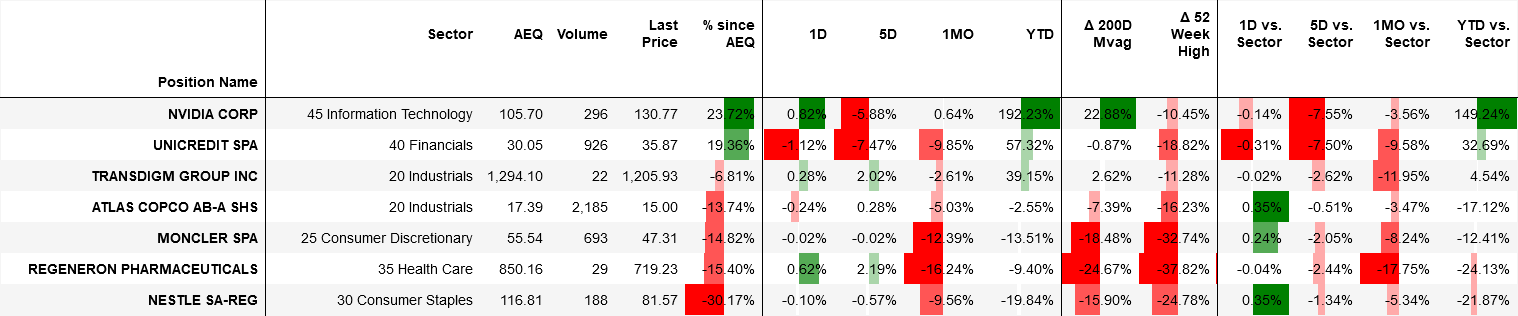 Position Name Sector AEQ Volume Last Price % since AEQ 1D 5D 1MO YTD Δ 200D Mvag Δ 52 Week High 1D vs. Sector 5D vs. Sector 1MO vs. Sector YTD vs. Sector
NVIDIA CORP 45 Information Technology 105.70 296 130.77 23.72% 0.82% -5.88% 0.64% 192.23% 22.88% -10.45% -0.14% -7.55% -3.56% 149.24%
UNICREDIT SPA 40 Financials 30.05 926 35.87 19.36% -1.12% -7.47% -9.85% 57.32% -0.87% -18.82% -0.31% -7.50% -9.58% 32.69%
TRANSDIGM GROUP INC 20 Industrials 1,294.10 22 1,205.93 -6.81% 0.28% 2.02% -2.61% 39.15% 2.62% -11.28% -0.02% -2.62% -11.95% 4.54%
ATLAS COPCO AB-A SHS 20 Industrials 17.39 2,185 15.00 -13.74% -0.24% 0.28% -5.03% -2.55% -7.39% -16.23% 0.35% -0.51% -3.47% -17.12%
MONCLER SPA 25 Consumer Discretionary 55.54 693 47.31 -14.82% -0.02% -0.02% -12.39% -13.51% -18.48% -32.74% 0.24% -2.05% -8.24% -12.41%
REGENERON PHARMACEUTICALS 35 Health Care 850.16 29 719.23 -15.40% 0.62% 2.19% -16.24% -9.40% -24.67% -37.82% -0.04% -2.44% -17.75% -24.13%
NESTLE SA-REG 30 Consumer Staples 116.81 188 81.57 -30.17% -0.10% -0.57% -9.56% -19.84% -15.90% -24.78% 0.35% -1.34% -5.34% -21.87%